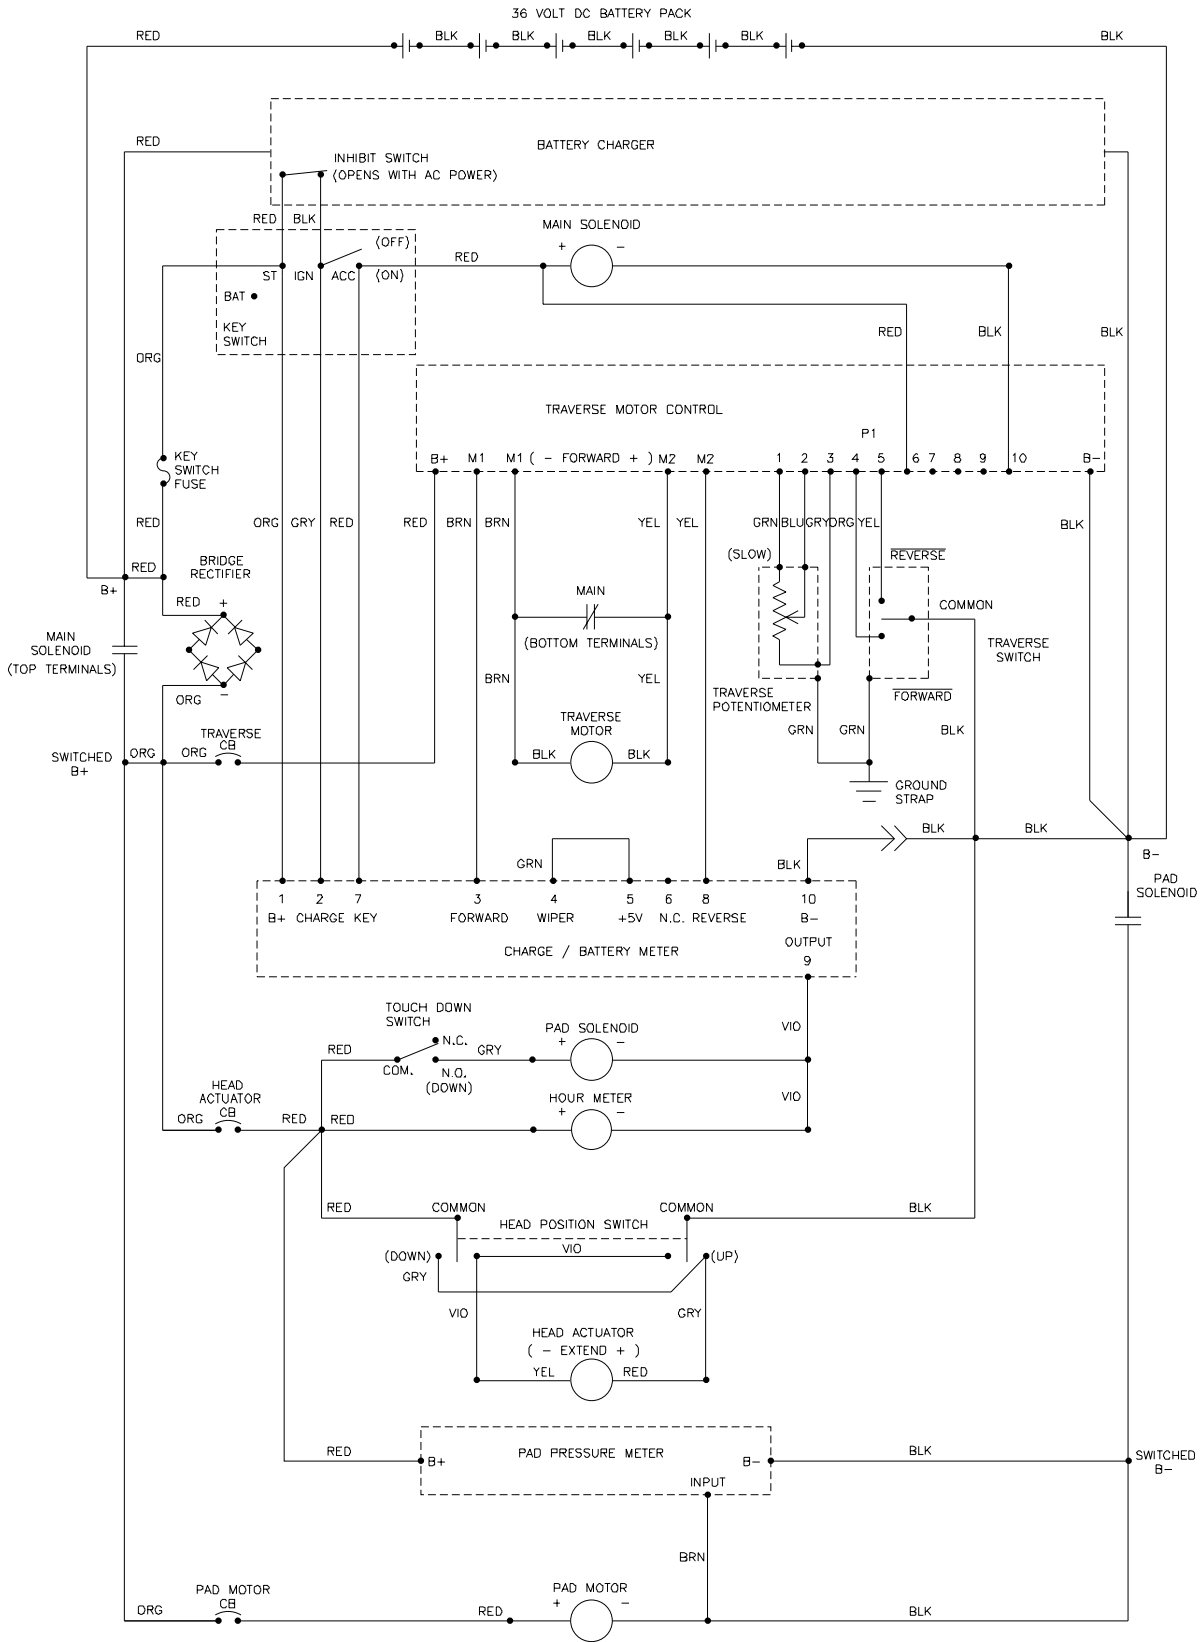 36 VOLT DC BATTERY PACK
RED BLK BLK BLK BLK BLK BLK
RED
BATTERY CHARGER
INHIBIT SWITCH
(OPENS WITH AC POWER)
RED BLK
MAIN SOLENOID
+ -
(OFF)
RED
ST IGN ACC (ON)
BAT
KEY
SWITCH
RED BLK BLK
ORG
TRAVERSE MOTOR CONTROL
P1
B+ M1 M1 ( - FORWARD + ) M2 M2 1 2 3 4 5 6 7 8 9 10 B-
KEY
SWITCH
FUSE
RED ORG GRY RED RED BRN BRN YEL YEL GRN BLU GRY ORG YEL BLK
BRIDGE
RECTIFIER
(SLOW) REVERSE
RED
B+
RED +
MAIN
COMMON
MAIN
SOLENOID
(TOP TERMINALS)
(BOTTOM TERMINALS)
TRAVERSE
SWITCH
BRN YEL
ORG -
TRAVERSE
POTENTIOMETER
FORWARD
TRAVERSE
CB
TRAVERSE
MOTOR
GRN GRN BLK
SWITCHED
B+
ORG ORG
BLK BLK
GROUND
STRAP
BLK BLK
GRN BLK
B-
PAD
SOLENOID
1 2 7 3 4 5 6 8 10
B+ CHARGE KEY FORWARD WIPER +5V N.C. REVERSE B-
CHARGE / BATTERY METER
OUTPUT
9
TOUCH DOWN
SWITCH
PAD SOLENOID
VIO
+ -
N.C.
RED GRY
COM.
N.O.
(DOWN)
HEAD
ACTUATOR
CB
HOUR METER
VIO
+ -
ORG RED RED
RED COMMON COMMON BLK
HEAD POSITION SWITCH
(DOWN) VIO (UP)
GRY
VIO GRY
HEAD ACTUATOR
( - EXTEND + )
YEL RED
RED
PAD PRESSURE METER
BLK
B+ B-
SWITCHED
B-
INPUT
BRN
PAD MOTOR
CB
PAD MOTOR
+ -
ORG RED BLK